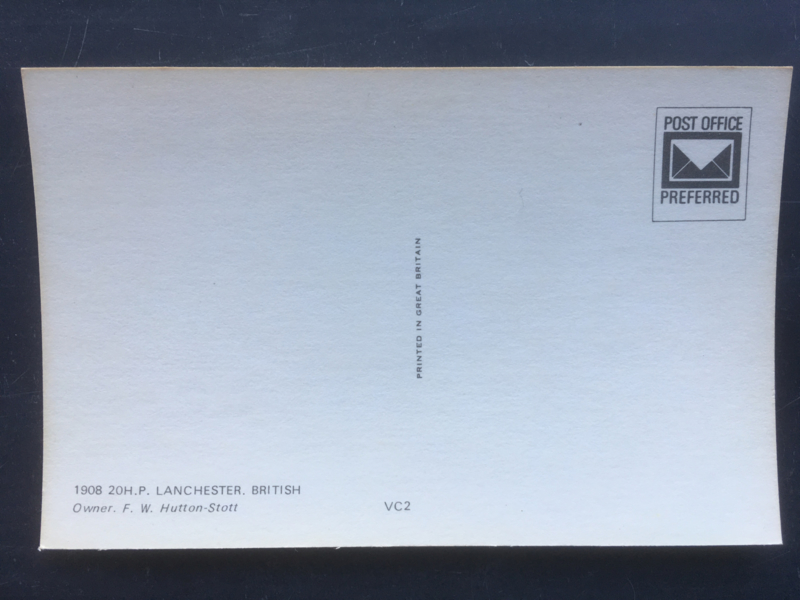 POST OFFICE
PREFERRED
PRINTED IN GREAT BRITAIN
1908 20H.P. LANCHESTER. BRITISH
Owner. F. W. Hutton-Stott
VC2